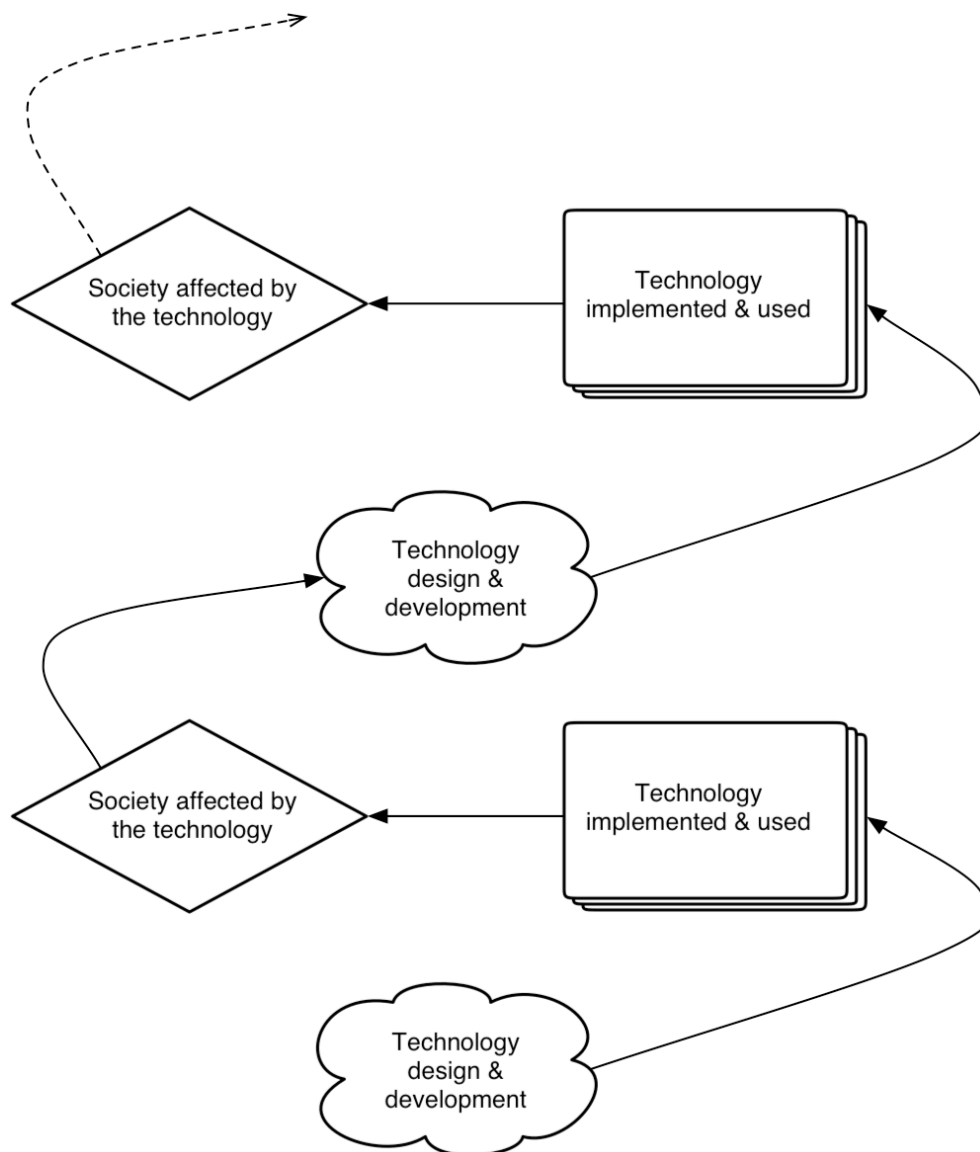 Society affected by
the technology
Technology
implemented & used
Technology
design &
development
Society affected by
the technology
Technology
implemented & used
Technology
design &
development